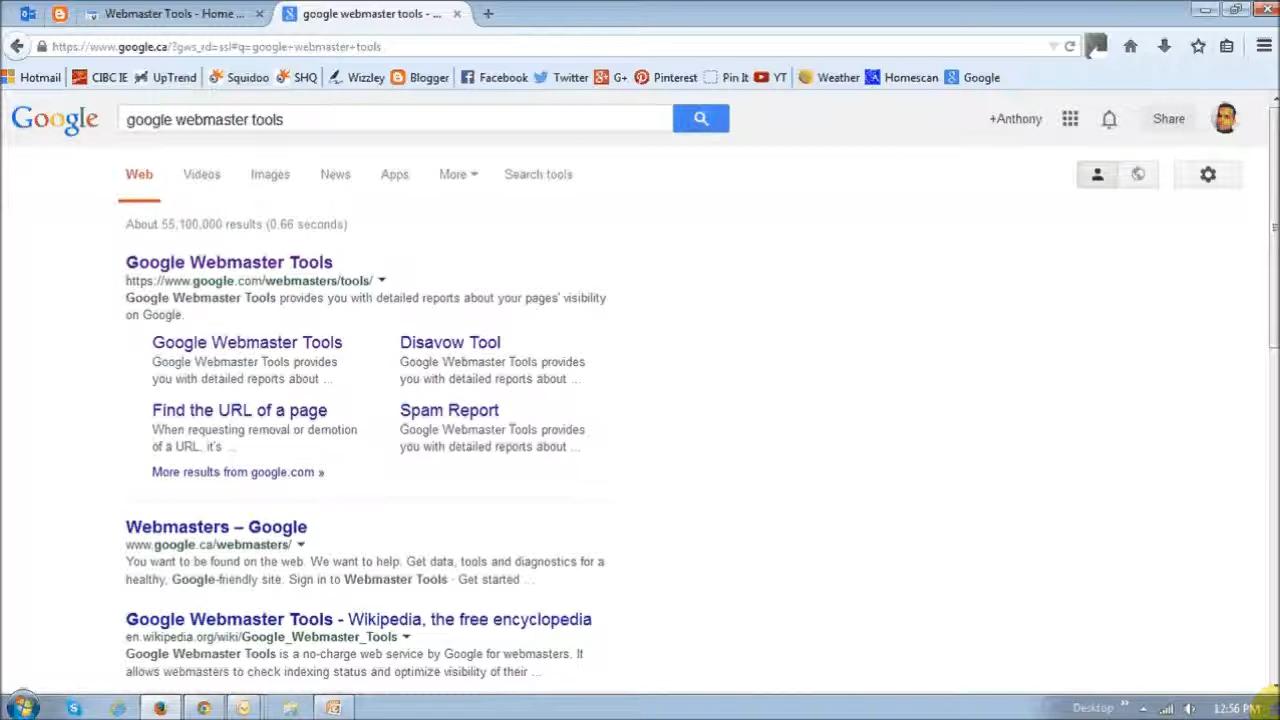 Webmaster Tools - Home ...
google webmaster tools - ...
https://www.google.ca/?gws_rd=ssl#q=google+webmaster+tools
Hotmail CIBC IE UpTrend Squidoo SHQ Wizzley Blogger Facebook Twitter G+ Pinterest Pin It YT Weather Homescan Google
Google google webmaster tools +Anthony Share
Web Videos Images News Apps More Search tools
About 55,100,000 results (0.66 seconds)
Google Webmaster Tools
https://www.google.com/webmasters/tools/
Google Webmaster Tools provides you with detailed reports about your pages' visibility
on Google.
Google Webmaster Tools
Google Webmaster Tools provides
you with detailed reports about ...
Disavow Tool
Google Webmaster Tools provides
you with detailed reports about ...
Find the URL of a page
When requesting removal or demotion
of a URL, it's ...
Spam Report
Google Webmaster Tools provides
you with detailed reports about ...
More results from google.com »
Webmasters – Google
www.google.ca/webmasters/
You want to be found on the web. We want to help. Get data, tools and diagnostics for a
healthy, Google-friendly site. Sign in to Webmaster Tools · Get started ...
Google Webmaster Tools - Wikipedia, the free encyclopedia
en.wikipedia.org/wiki/Google_Webmaster_Tools
Google Webmaster Tools is a no-charge web service by Google for webmasters. It
allows webmasters to check indexing status and optimize visibility of their ...
Desktop 12:56 PM